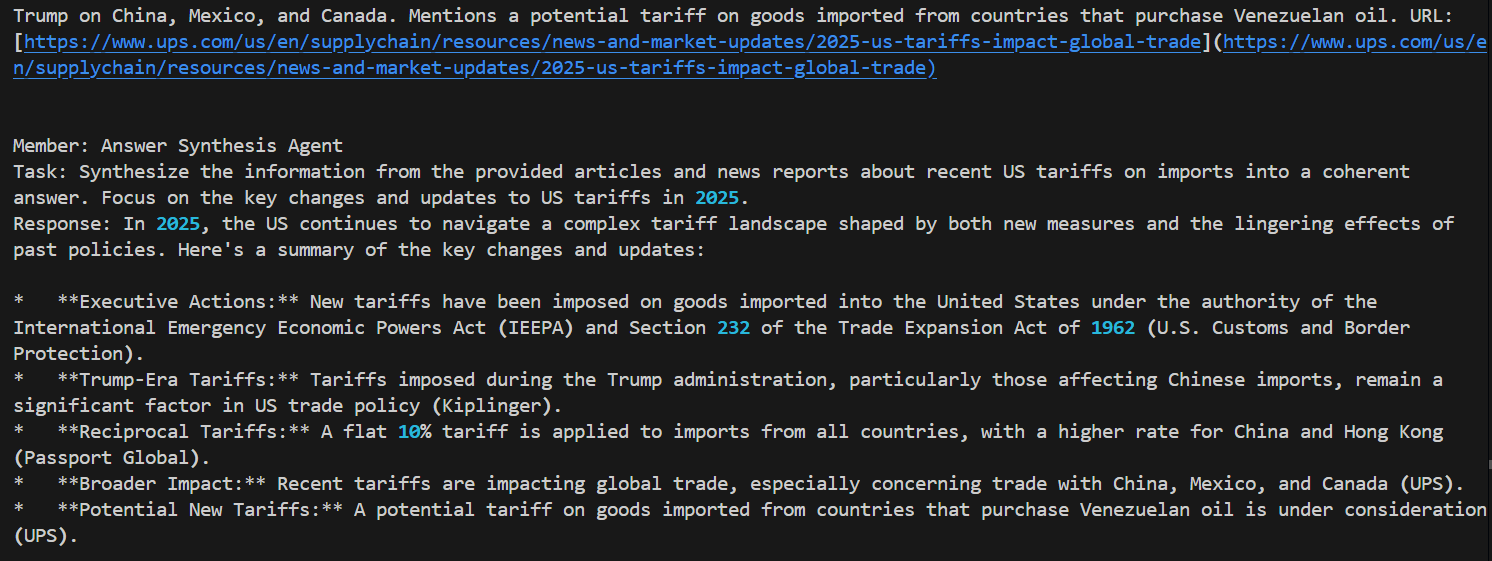 Trump on China, Mexico, and Canada. Mentions a potential tariff on goods imported from countries that purchase Venezuelan oil. URL:
[https://www.ups.com/us/en/supplychain/resources/news-and-market-updates/2025-us-tariffs-impact-global-trade](https://www.ups.com/us/e
n/supplychain/resources/news-and-market-updates/2025-us-tariffs-impact-global-trade)
Member: Answer Synthesis Agent
Task: Synthesize the information from the provided articles and news reports about recent US tariffs on imports into a coherent
answer. Focus on the key changes and updates to US tariffs in 2025.
Response: In 2025, the US continues to navigate a complex tariff landscape shaped by both new measures and the lingering effects of
past policies. Here's a summary of the key changes and updates:
*   **Executive Actions:** New tariffs have been imposed on goods imported into the United States under the authority of the
International Emergency Economic Powers Act (IEEPA) and Section 232 of the Trade Expansion Act of 1962 (U.S. Customs and Border
Protection).
*   **Trump-Era Tariffs:** Tariffs imposed during the Trump administration, particularly those affecting Chinese imports, remain a
significant factor in US trade policy (Kiplinger).
*   **Reciprocal Tariffs:** A flat 10% tariff is applied to imports from all countries, with a higher rate for China and Hong Kong
(Passport Global).
*   **Broader Impact:** Recent tariffs are impacting global trade, especially concerning trade with China, Mexico, and Canada (UPS).
*   **Potential New Tariffs:** A potential tariff on goods imported from countries that purchase Venezuelan oil is under consideration
(UPS).